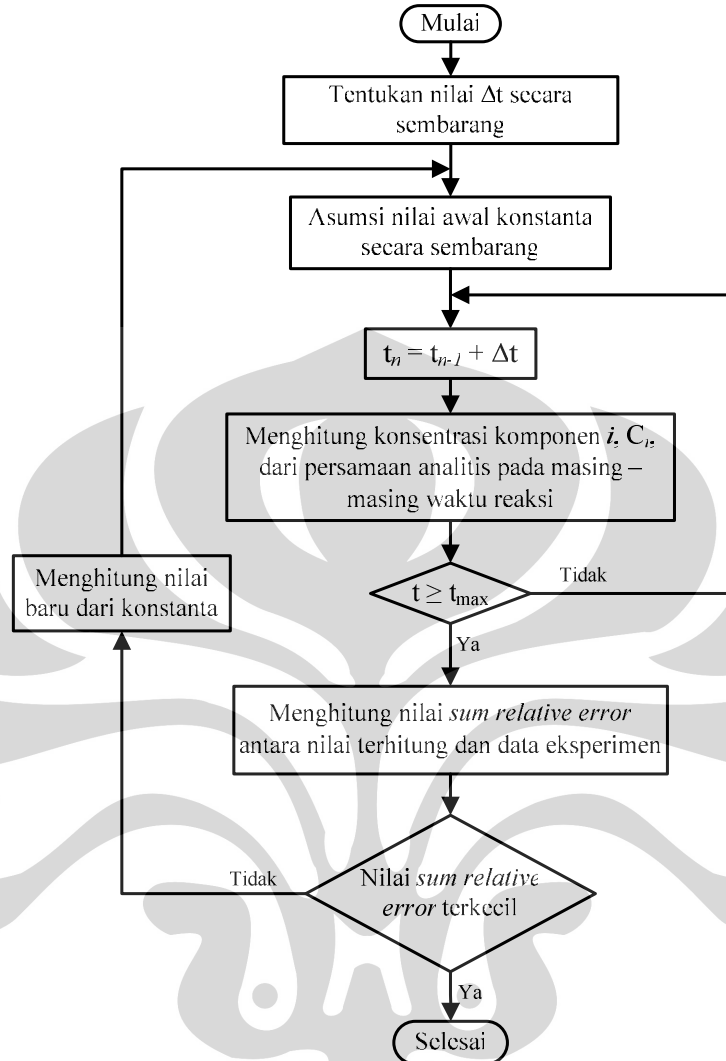 Mulai
Tentukan nilai Δt secara
sembarang
Asumsi nilai awal konstanta
secara sembarang
tn = tn-1 + Δt
Menghitung konsentrasi komponen i, Ci,
dari persamaan analitis pada masing –
masing waktu reaksi
Menghitung nilai
baru dari konstanta
t ≥ tmax
Tidak
Ya
Menghitung nilai sum relative error
antara nilai terhitung dan data eksperimen
Tidak
Nilai sum relative
error terkecil
Ya
Selesai